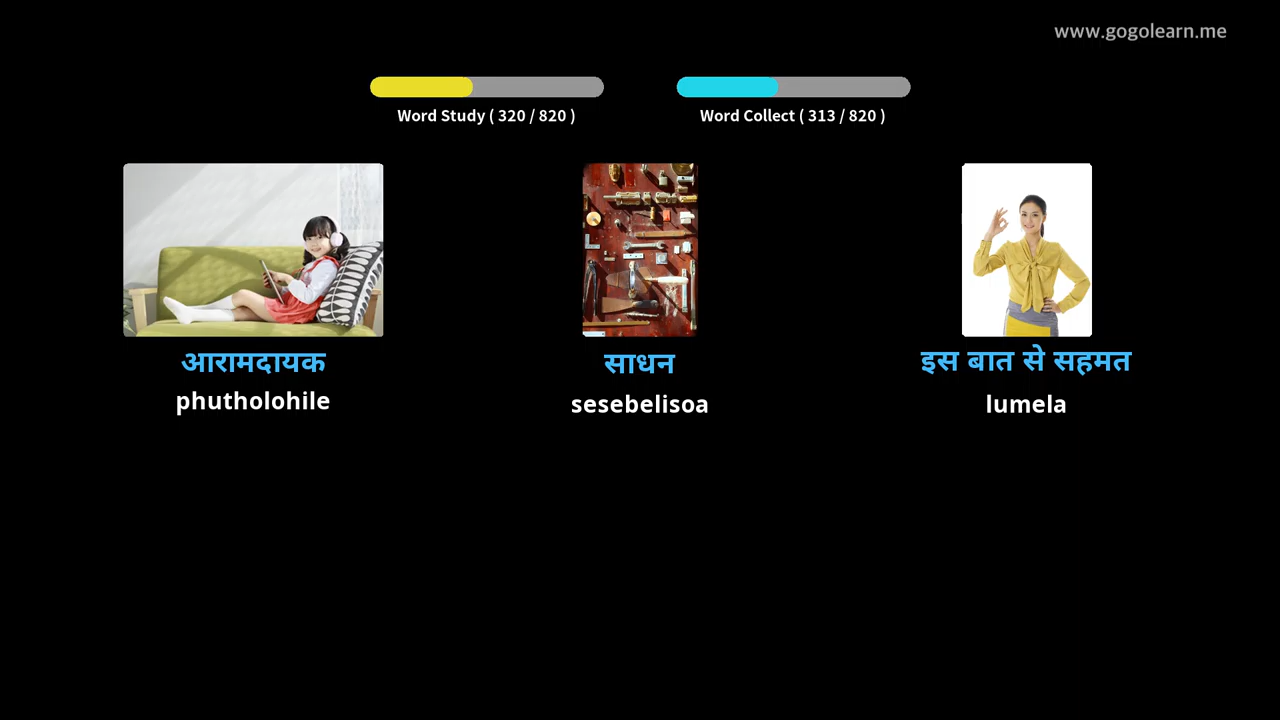 www.gogolearn.me
Word Study ( 320 / 820 )
Word Collect ( 313 / 820 )
आरामदायक
phutholohile
साधन
sesebelisoa
इस बात से सहमत
lumela